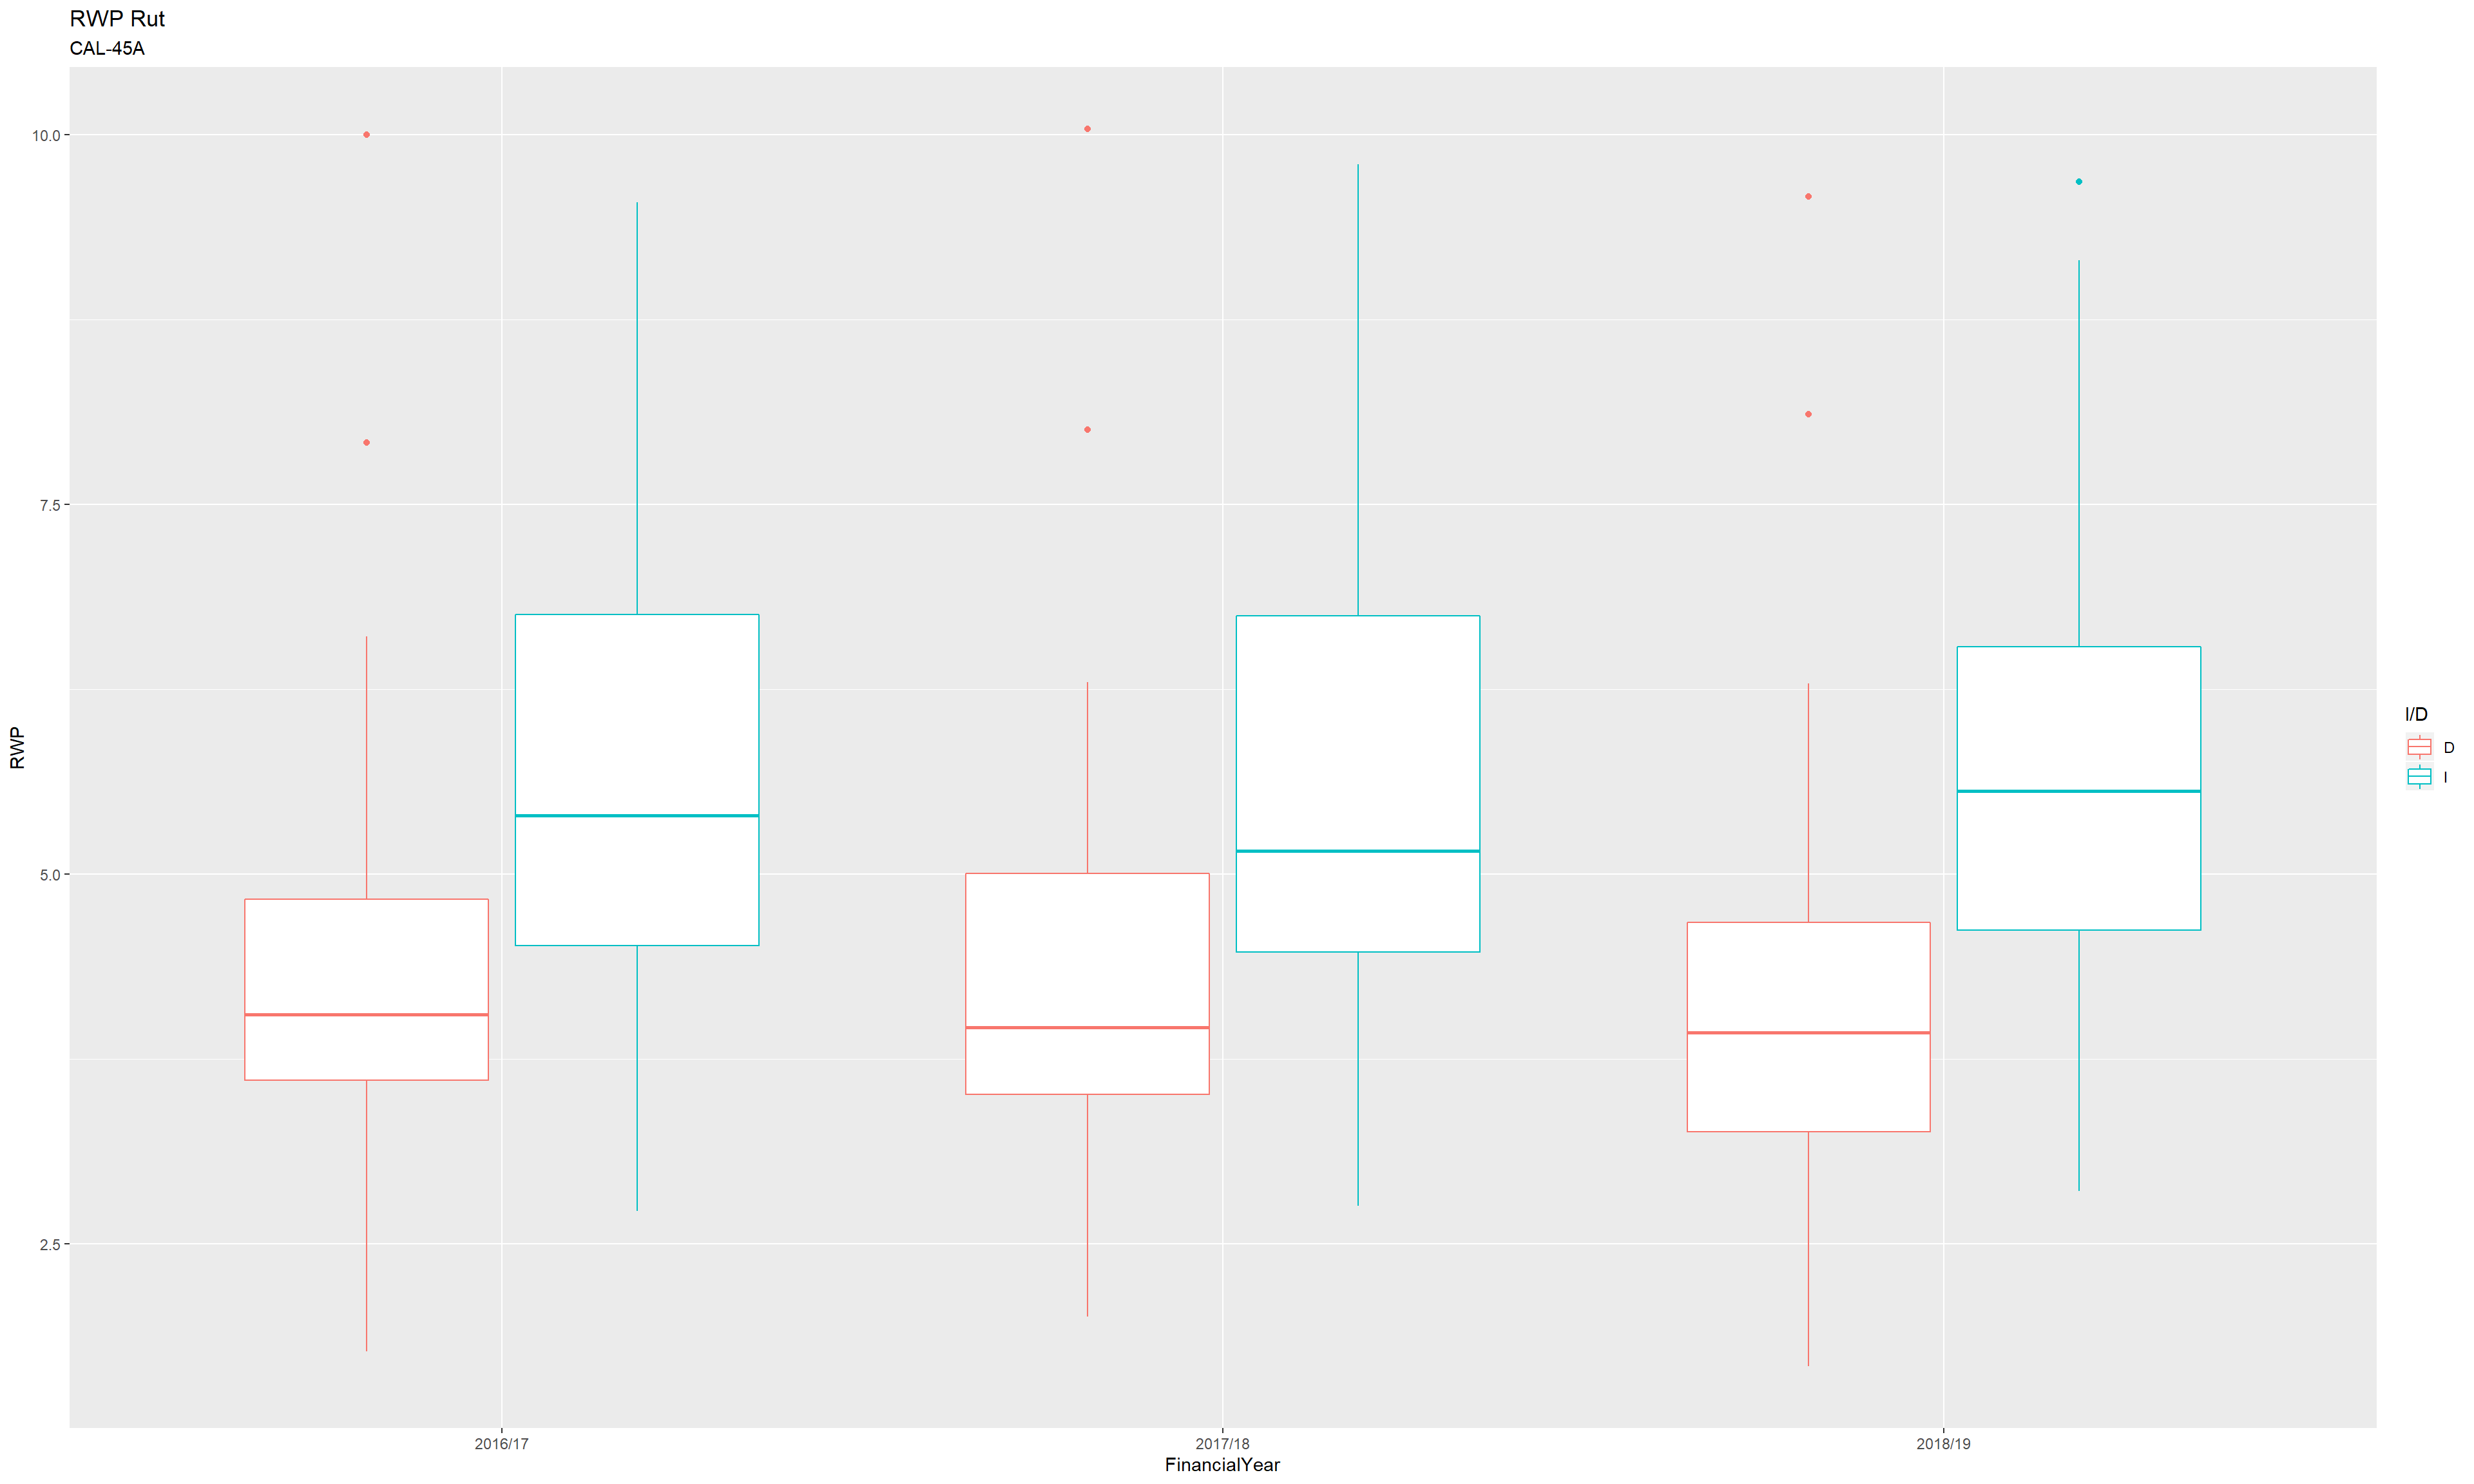 RWP Rut
CAL-45A
10.0
7.5
5.0
2.5
RWP
2016/17
2017/18
2018/19
FinancialYear
I/D
D
I